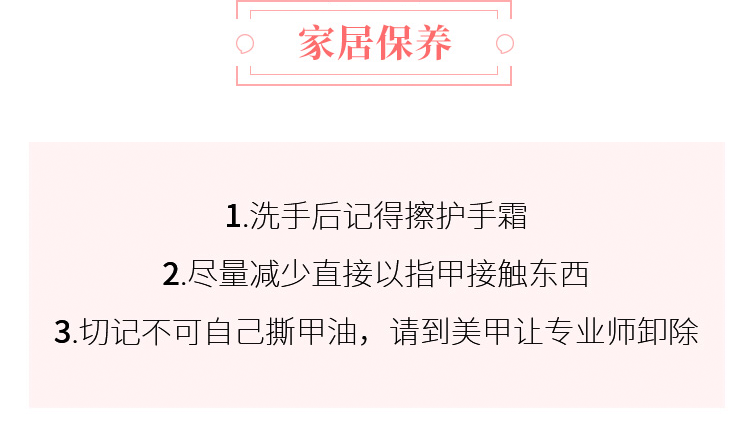 家居保养
1.洗手后记得擦护手霜
2.尽量减少直接以指甲接触东西
3.切记不可自己撕甲油，请到美甲让专业师卸除